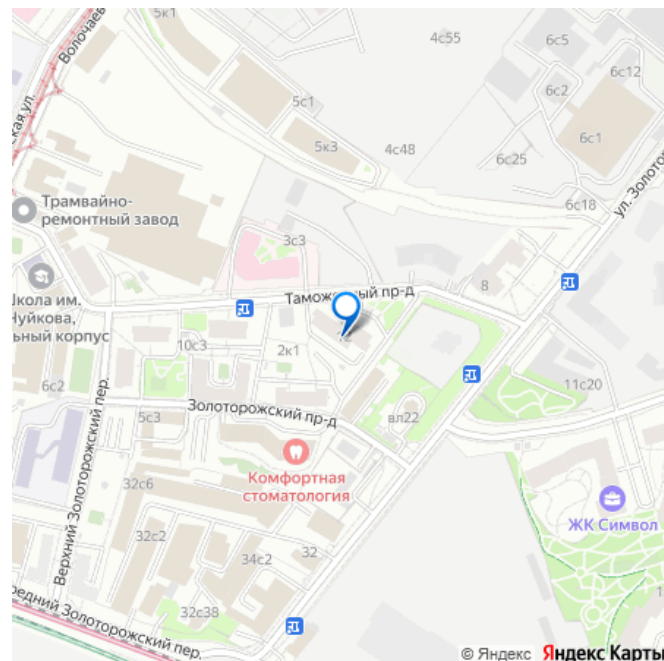 5к1
4с55
6с5
6с12
Волочаев
6с2
5с1
6с1
ская ул.
5к3
4с48
6с25
ул. Золото
6с18
Трамвайно-
ремонтный завод
3с3
8
Школа им.
Чуйкова,
льный корпус
Таможенный пр-д
10с3
2к1
11с20
6с2
5с3
Золоторожский пр-д
вл22
Верхний Золоторожский пер.
32с6
Комфортная
стоматология
ЖК Символ
32с2
34с2
32
32с38
редний Золоторожский пер.
1
© Яндекс Яндекс Карты